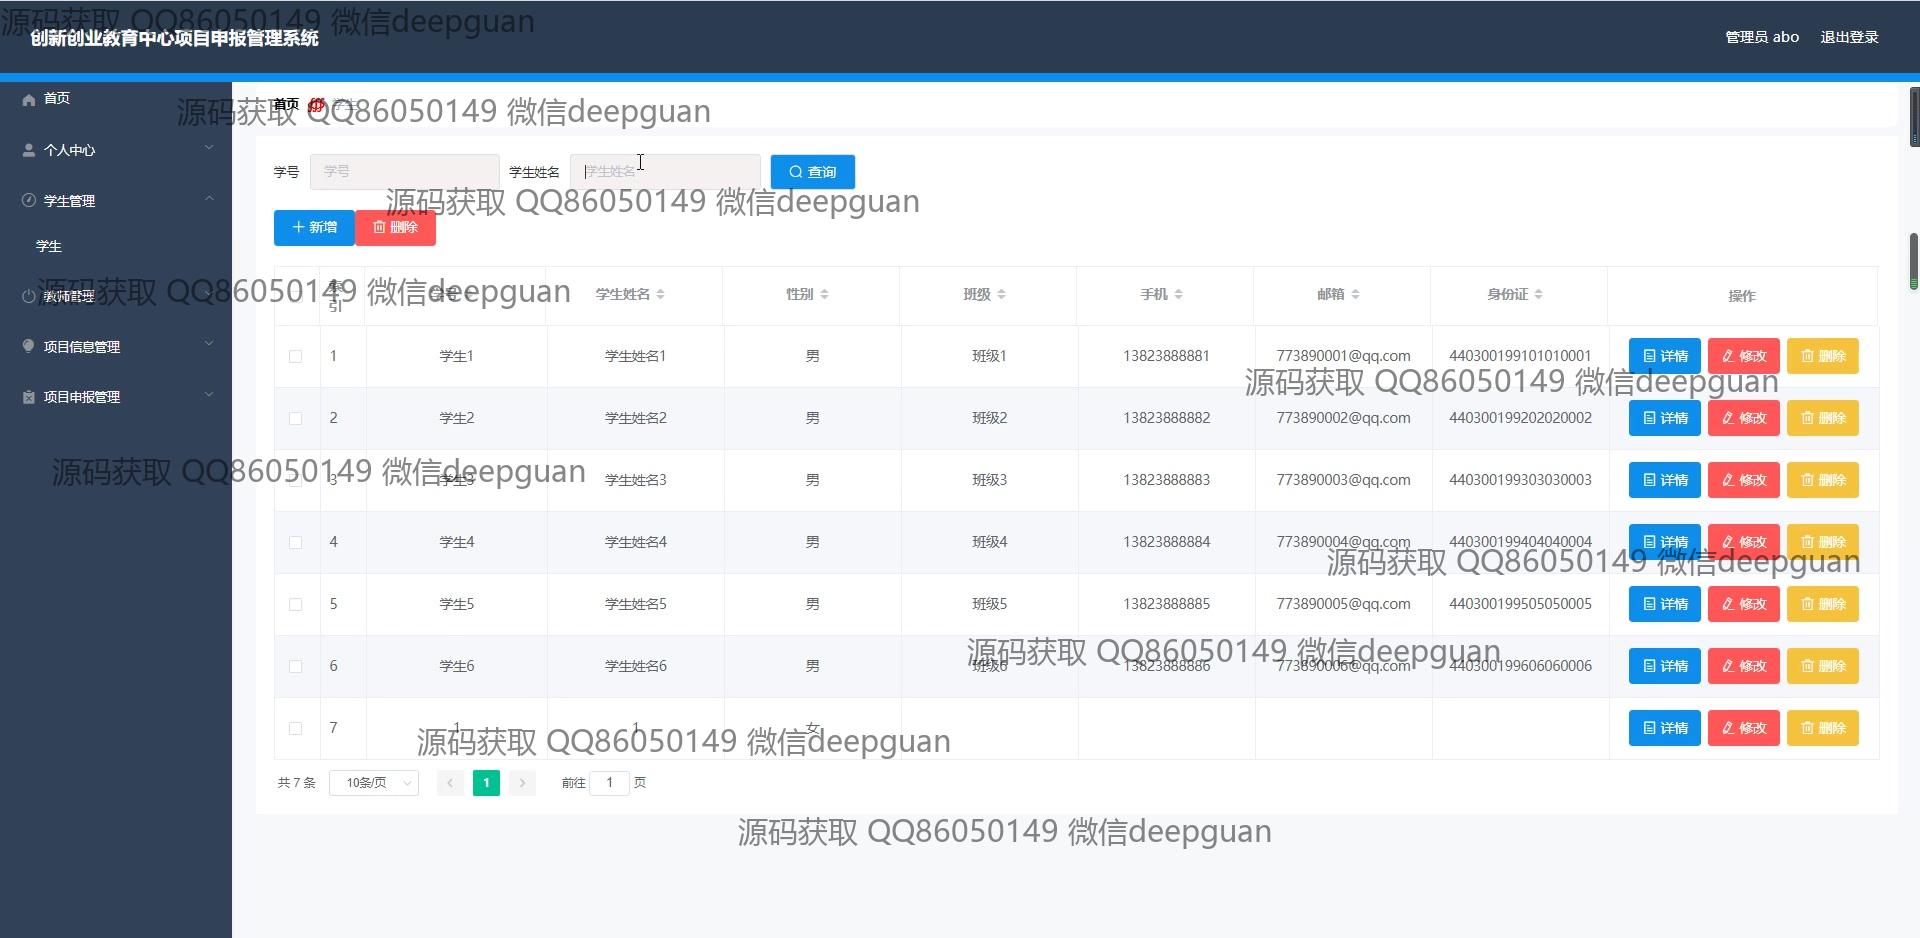 源码获取 QQ86050149 微信deepguan
创新创业教育中心项目申报管理系统
管理员 abo 退出登录
首页
个人中心
学生管理
学生
教师管理
项目信息管理
项目申报管理
首页 学生
源码获取 QQ86050149 微信deepguan
学号 学号 学生姓名 学生姓名 查询
源码获取 QQ86050149 微信deepguan
新增 删除
源码获取 QQ86050149 微信deepguan
索引 学号 学生姓名 性别 班级 手机 邮箱 身份证 操作
1 学生1 学生姓名1 男 班级1 13823888881 773890001@qq.com 440300199101010001 详情 修改 删除
源码获取 QQ86050149 微信deepguan
2 学生2 学生姓名2 男 班级2 13823888882 773890002@qq.com 440300199202020002 详情 修改 删除
源码获取 QQ86050149 微信deepguan
3 学生3 学生姓名3 男 班级3 13823888883 773890003@qq.com 440300199303030003 详情 修改 删除
4 学生4 学生姓名4 男 班级4 13823888884 773890004@qq.com 440300199404040004 详情 修改 删除
源码获取 QQ86050149 微信deepguan
5 学生5 学生姓名5 男 班级5 13823888885 773890005@qq.com 440300199505050005 详情 修改 删除
源码获取 QQ86050149 微信deepguan
6 学生6 学生姓名6 男 班级6 13823888886 773890006@qq.com 440300199606060006 详情 修改 删除
7 1 1 女 详情 修改 删除
源码获取 QQ86050149 微信deepguan
共 7 条 10条/页 1 前往 1 页
源码获取 QQ86050149 微信deepguan